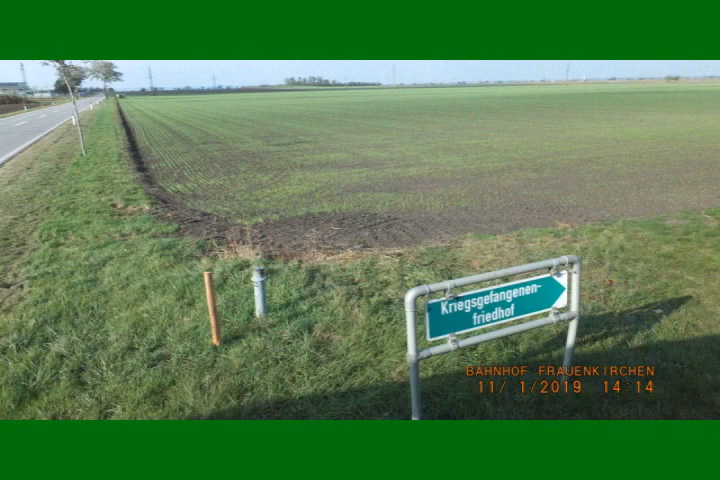 Kriegsgefangenen-
friedhof
BAHNHOF FRAUENKIRCHEN
11/ 1/2019 14:14